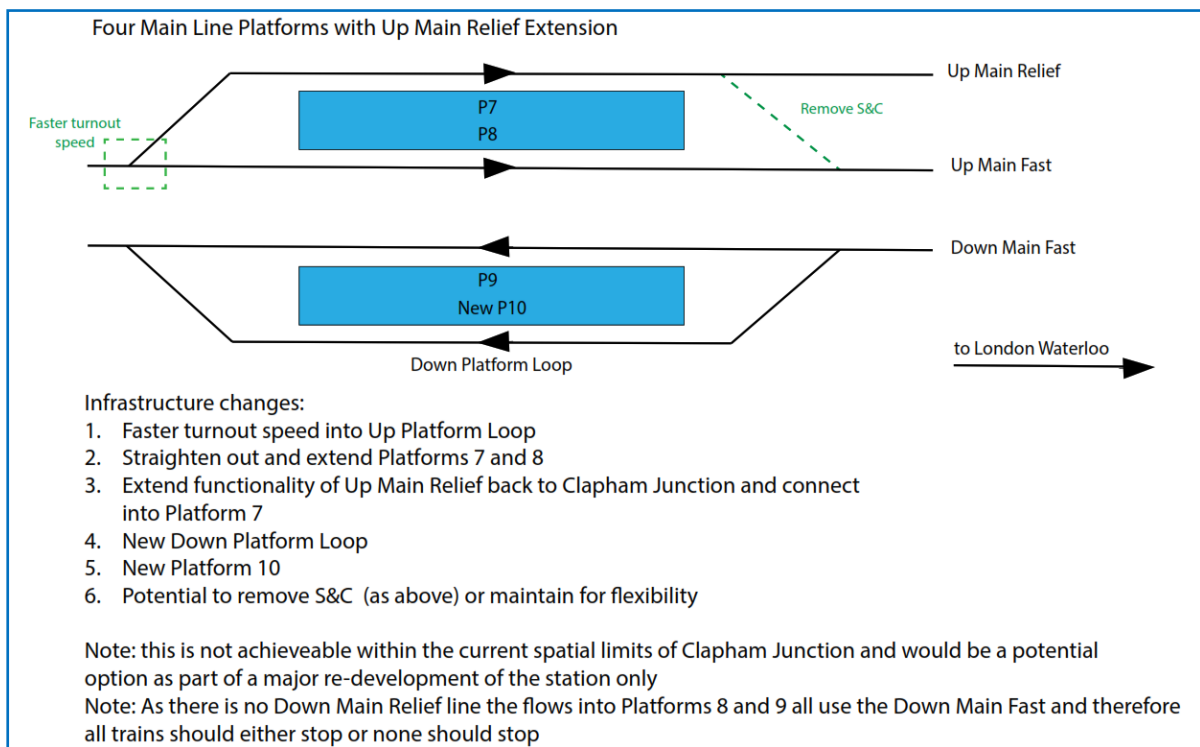 Four Main Line Platforms with Up Main Relief Extension
Up Main Relief
P7
Remove S&C
Faster turnout
speed
P8
Up Main Fast
Down Main Fast
P9
New P10
to London Waterloo
Down Platform Loop
Infrastructure changes:
1. Faster turnout speed into Up Platform Loop
2. Straighten out and extend Platforms 7 and 8
3. Extend functionality of Up Main Relief back to Clapham Junction and connect
into Platform 7
4. New Down Platform Loop
5. New Platform 10
6. Potential to remove S&C (as above) or maintain for flexibility
Note: this is not achieveable within the current spatial limits of Clapham Junction and would be a potential
option as part of a major re-development of the station only
Note: As there is no Down Main Relief line the flows into Platforms 8 and 9 all use the Down Main Fast and therefore
all trains should either stop or none should stop